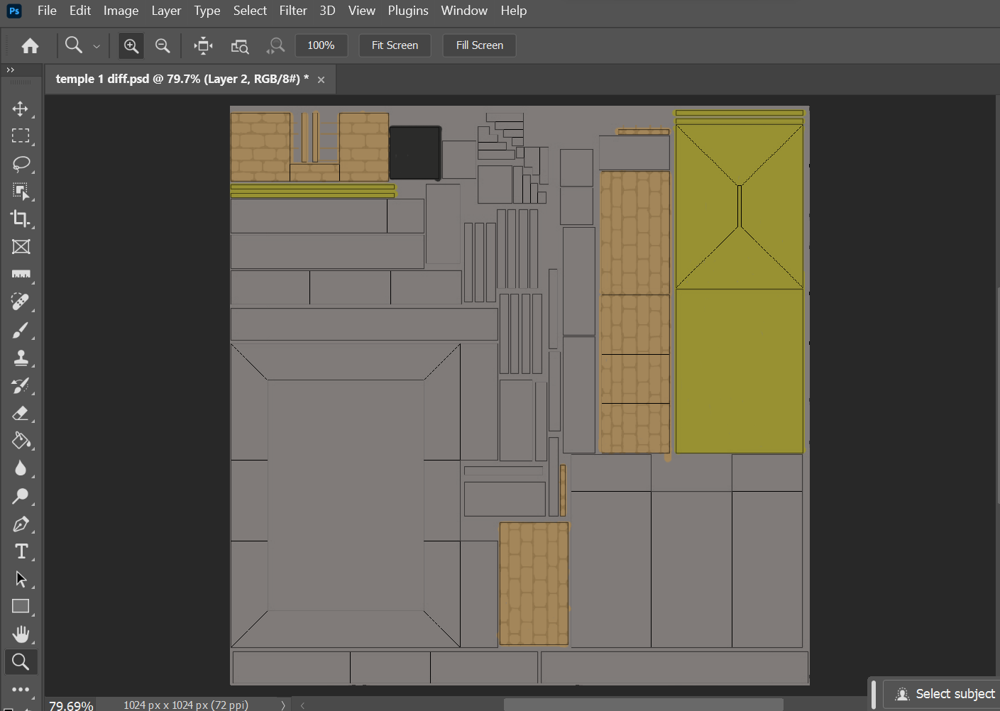 Ps File Edit Image Layer Type Select Filter 3D View Plugins Window Help
100% Fit Screen Fill Screen
temple 1 diff.psd @ 79.7% (Layer 2, RGB/8#) *
T
Select subject
79.69% 1024 px x 1024 px (72 ppi)